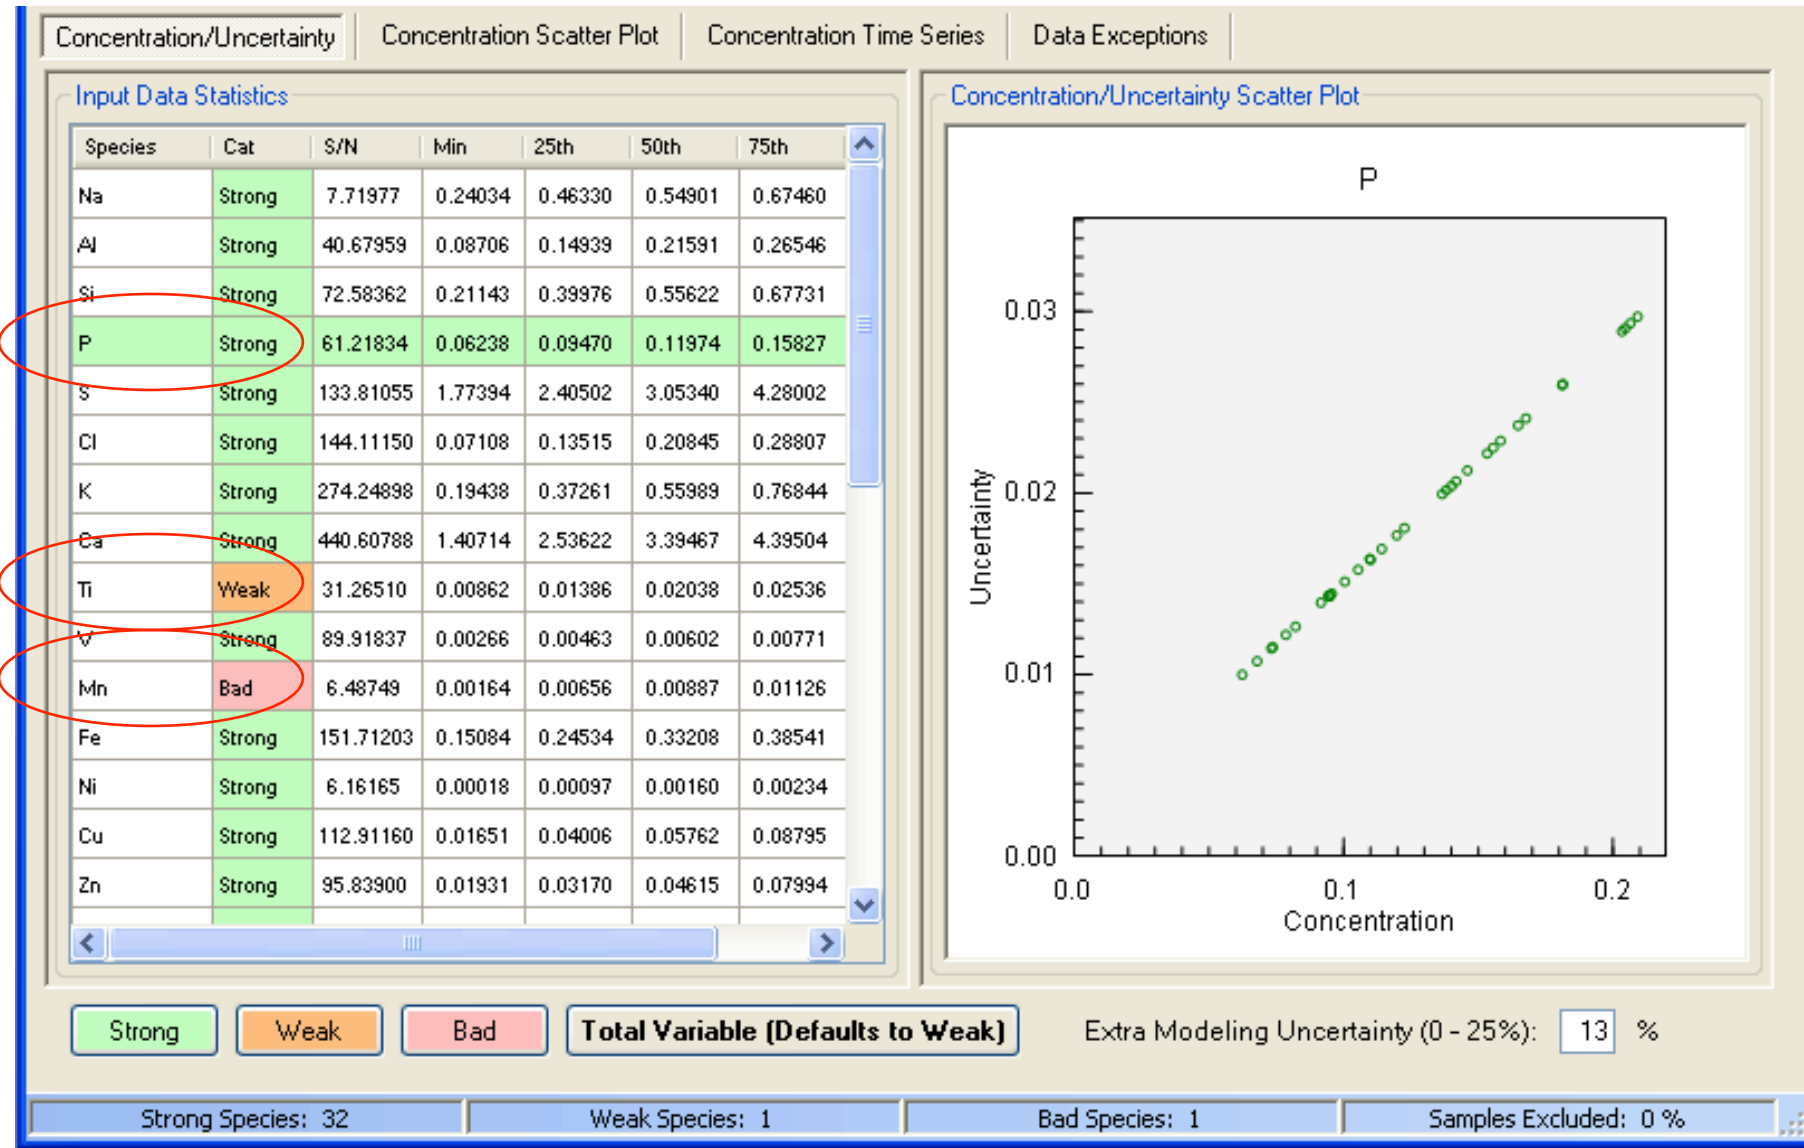 Concentration/Uncertainty Concentration Scatter Plot Concentration Time Series Data Exceptions
Input Data Statistics
Species Cat S/N Min 25th 50th 75th
Na Strong 7.71977 0.24034 0.46330 0.54901 0.67460
Al Strong 40.67959 0.08706 0.14939 0.21591 0.26546
Si Strong 72.58362 0.21143 0.39976 0.55622 0.67731
P Strong 61.21834 0.06238 0.09470 0.11974 0.15827
S Strong 133.81055 1.77394 2.40502 3.05340 4.28002
Cl Strong 144.11150 0.07108 0.13515 0.20845 0.28807
K Strong 274.24898 0.19438 0.37261 0.55989 0.76844
Ca Strong 440.60788 1.40714 2.53622 3.39467 4.39504
Ti Weak 31.26510 0.00862 0.01386 0.02038 0.02536
V Strong 89.91837 0.00266 0.00463 0.00602 0.00771
Mn Bad 6.48749 0.00164 0.00656 0.00887 0.01126
Fe Strong 151.71203 0.15084 0.24534 0.33208 0.38541
Ni Strong 6.16165 0.00018 0.00097 0.00160 0.00234
Cu Strong 112.91160 0.01651 0.04006 0.05762 0.08795
Zn Strong 95.83900 0.01931 0.03170 0.04615 0.07994
Concentration/Uncertainty Scatter Plot
P
Uncertainty
0.03
0.02
0.01
0.00
0.0 0.1 0.2
Concentration
Strong Weak Bad Total Variable (Defaults to Weak) Extra Modeling Uncertainty (0 - 25%): 13 %
Strong Species: 32 Weak Species: 1 Bad Species: 1 Samples Excluded: 0 %